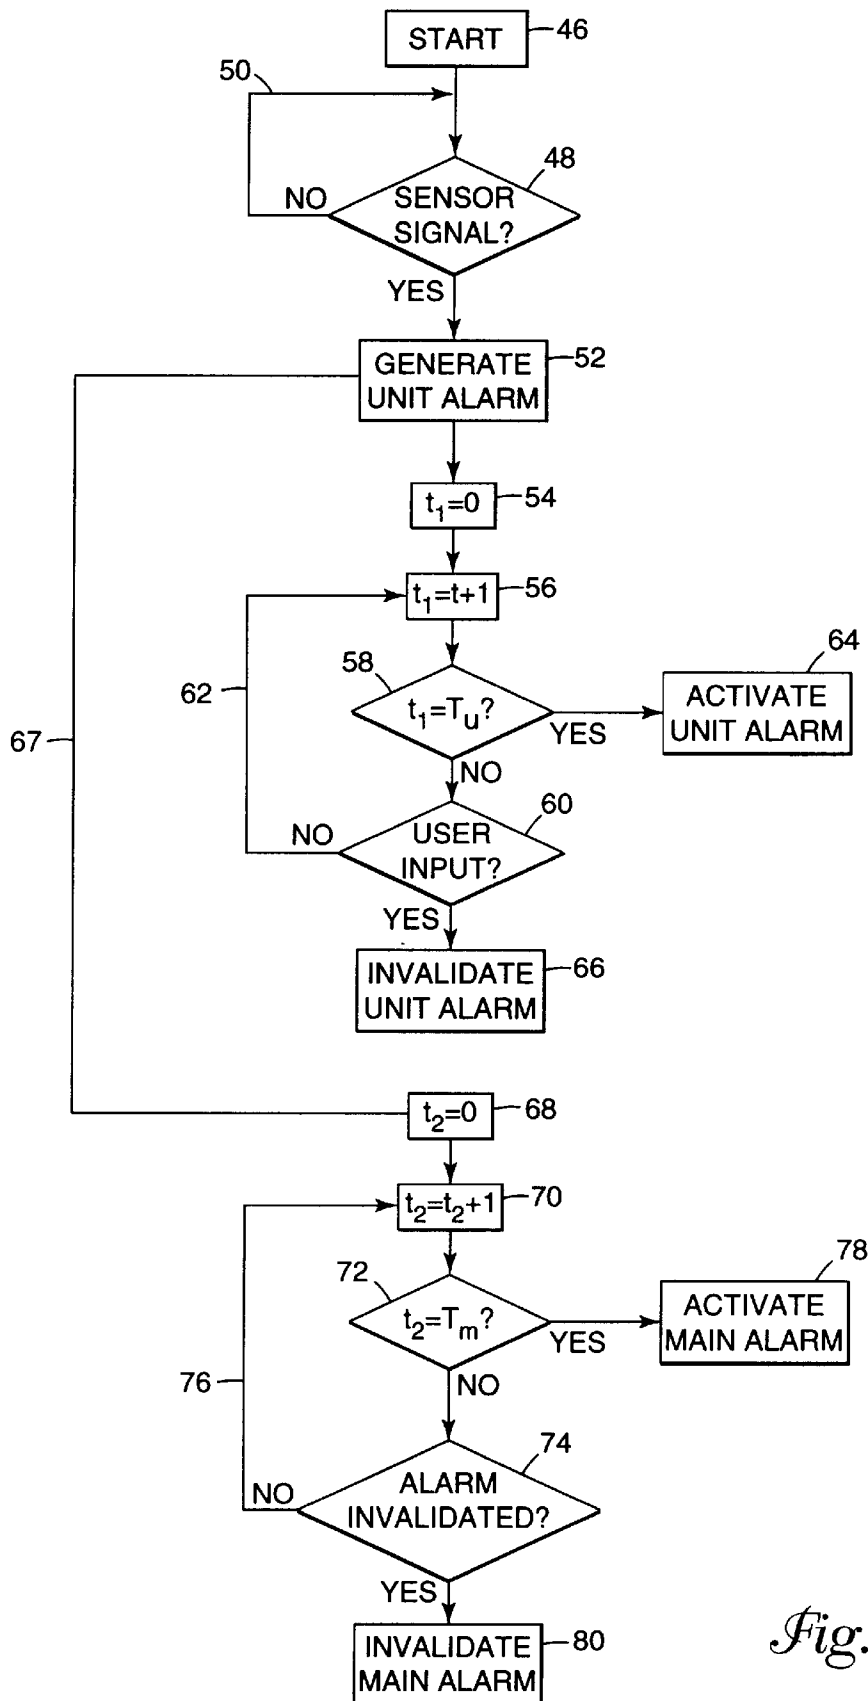 START
46
50
48
NO
SENSOR
SIGNAL?
YES
GENERATE
UNIT ALARM
52
t₁=0
54
t₁=t+1
56
58
64
62
t₁=Tᵤ?
YES
ACTIVATE
UNIT ALARM
67
NO
60
NO
USER
INPUT?
YES
INVALIDATE
UNIT ALARM
66
t₂=0
68
t₂=t₂+1
70
72
78
t₂=Tₘ?
YES
ACTIVATE
MAIN ALARM
76
NO
74
NO
ALARM
INVALIDATED?
YES
INVALIDATE
MAIN ALARM
80
Fig.